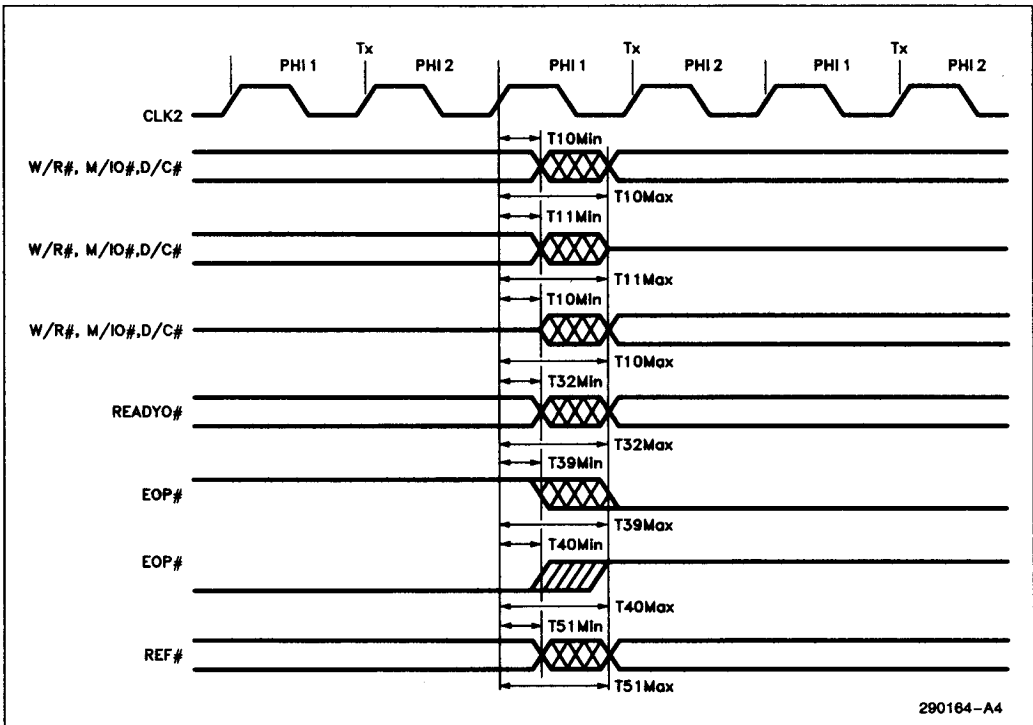 Tx Tx Tx
PHI 1 PHI 2 PHI 1 PHI 2 PHI 1 PHI 2
CLK2
T10Min
W/R#, M/IO#,D/C#
T10Max
T11Min
W/R#, M/IO#,D/C#
T11Max
T10Min
W/R#, M/IO#,D/C#
T10Max
T32Min
READYO#
T32Max
T39Min
EOP#
T39Max
T40Min
EOP#
T40Max
T51Min
REF#
T51Max
290164-A4